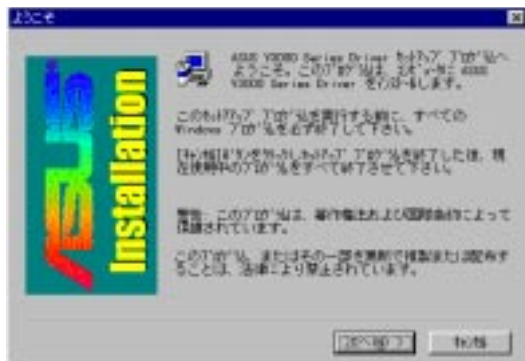 ようこそ
ASUS
Installation
ASUS V3000 Series Driver ｾｯﾄｱｯﾌﾟ ﾌﾟﾛｸﾞﾗﾑへ
ようこそ。このﾌﾟﾛｸﾞﾗﾑは、ｺﾝﾋﾟｭｰﾀに ASUS
V3000 Series Driver をｲﾝｽﾄｰﾙします。
このｾｯﾄｱｯﾌﾟ ﾌﾟﾛｸﾞﾗﾑを実行する前に、すべての
Windows ﾌﾟﾛｸﾞﾗﾑを必ず終了して下さい。
[ｷｬﾝｾﾙ]ﾎﾞﾀﾝをｸﾘｯｸしｾｯﾄｱｯﾌﾟ ﾌﾟﾛｸﾞﾗﾑを終了した後、現
在使用中のﾌﾟﾛｸﾞﾗﾑをすべて終了させて下さい。
警告: このﾌﾟﾛｸﾞﾗﾑは、著作権法および国際条約によって
保護されています。
このﾌﾟﾛｸﾞﾗﾑ、またはその一部を無断で複製または配布す
ることは、法律により禁止されています。
次へ(N) >
ｷｬﾝｾﾙ